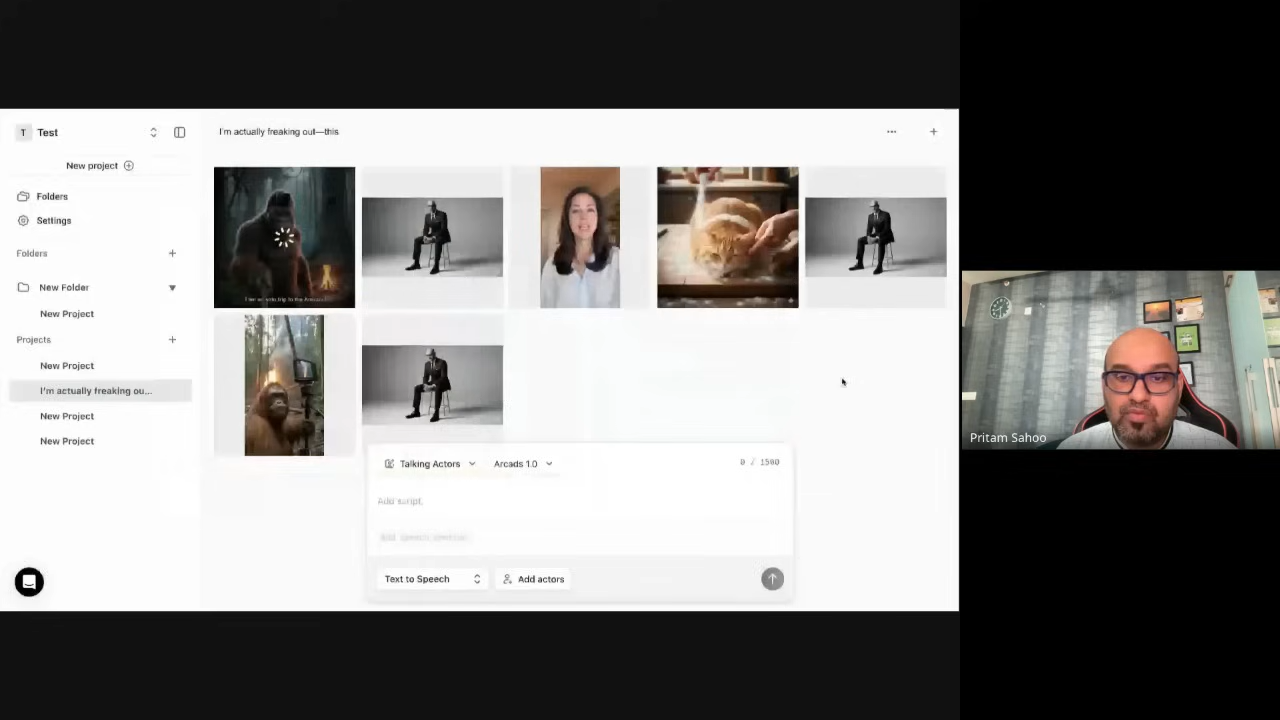 T Test
New project
I'm actually freaking out—this
Folders
Settings
Folders
New Folder
New Project
Projects
New Project
I'm actually freaking ou...
New Project
New Project
Talking Actors
Arcads 1.0
0 / 1500
Add script
Text to Speech
Add actors
Pritam Sahoo